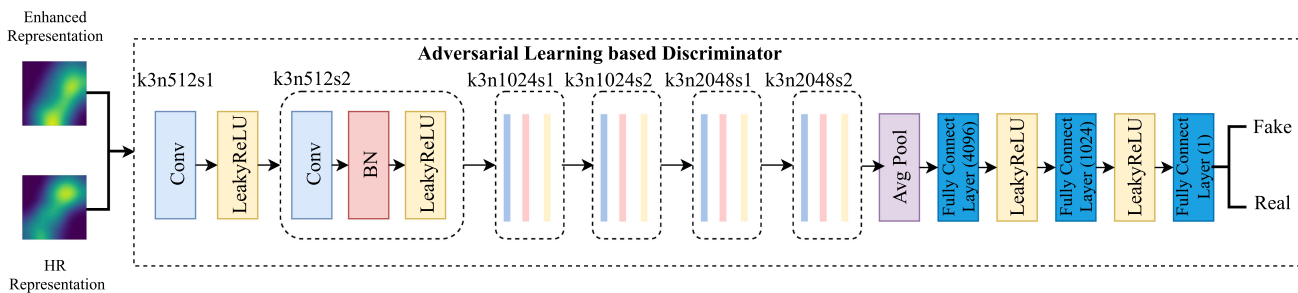 Enhanced
Representation
HR
Representation
Adversarial Learning based Discriminator
k3n512s1
k3n512s2
k3n1024s1
k3n1024s2
k3n2048s1
k3n2048s2
Conv
LeakyReLU
Conv
BN
LeakyReLU
Avg Pool
Fully Connect
Layer (4096)
LeakyReLU
Fully Connect
Layer (1024)
LeakyReLU
Fully Connect
Layer (1)
Fake
Real